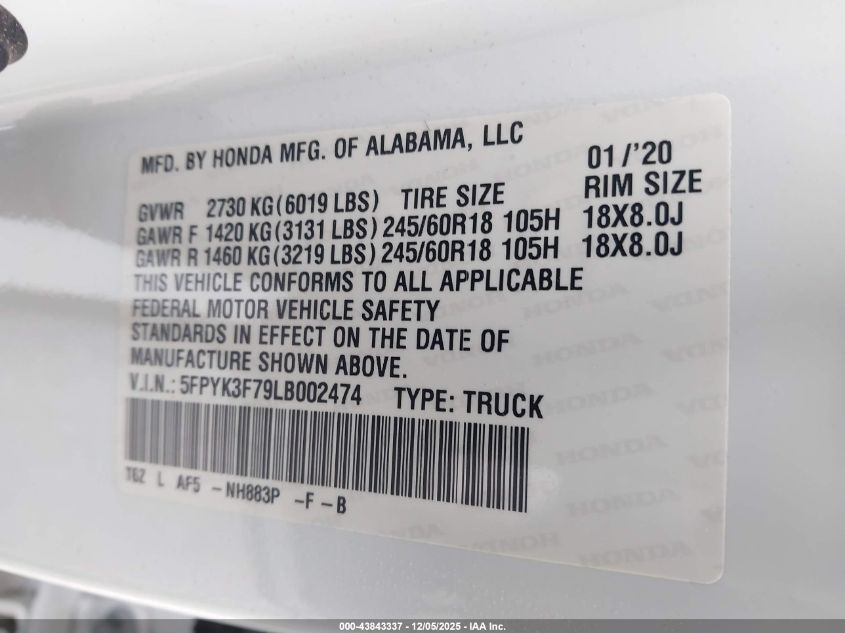 MFD. BY HONDA MFG. OF ALABAMA, LLC 01/'20
GVWR 2730 KG (6019 LBS) TIRE SIZE RIM SIZE
GAWR F 1420 KG (3131 LBS) 245/60R18 105H 18X8.0J
GAWR R 1460 KG (3219 LBS) 245/60R18 105H 18X8.0J
THIS VEHICLE CONFORMS TO ALL APPLICABLE
FEDERAL MOTOR VEHICLE SAFETY
STANDARDS IN EFFECT ON THE DATE OF
MANUFACTURE SHOWN ABOVE.
V.I.N.: 5FPYK3F79LB002474 TYPE: TRUCK
T6Z L AF5 -NH883P -F -B
000-43843337 - 12/05/2025 - IAA Inc.